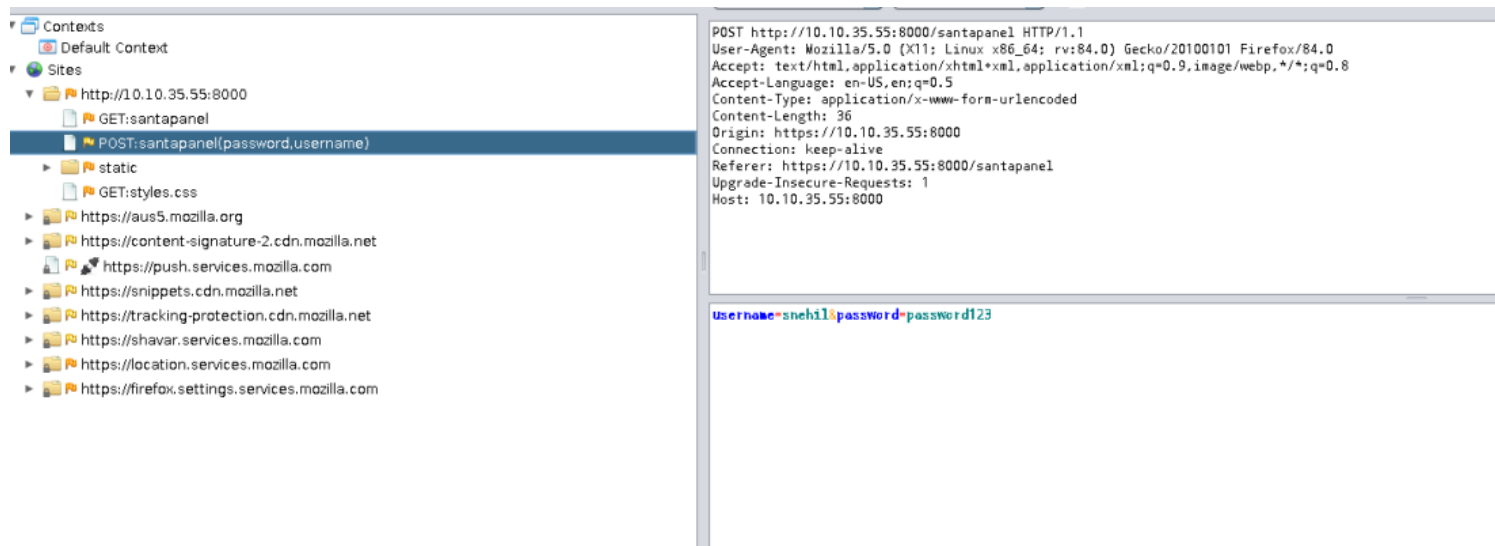 Contexts
Default Context
Sites
http://10.10.35.55:8000
GET:santapanel
POST:santapanel(password,username)
static
GET:styles.css
https://aus5.mozilla.org
https://content-signature-2.cdn.mozilla.net
https://push.services.mozilla.com
https://snippets.cdn.mozilla.net
https://tracking-protection.cdn.mozilla.net
https://shavar.services.mozilla.com
https://location.services.mozilla.com
https://firefox.settings.services.mozilla.com
POST http://10.10.35.55:8000/santapanel HTTP/1.1
User-Agent: Mozilla/5.0 (X11; Linux x86_64; rv:84.0) Gecko/20100101 Firefox/84.0
Accept: text/html,application/xhtml+xml,application/xml;q=0.9,image/webp,*/*;q=0.8
Accept-Language: en-US,en;q=0.5
Content-Type: application/x-www-form-urlencoded
Content-Length: 36
Origin: https://10.10.35.55:8000
Connection: keep-alive
Referer: https://10.10.35.55:8000/santapanel
Upgrade-Insecure-Requests: 1
Host: 10.10.35.55:8000
username=snehil&password=password123